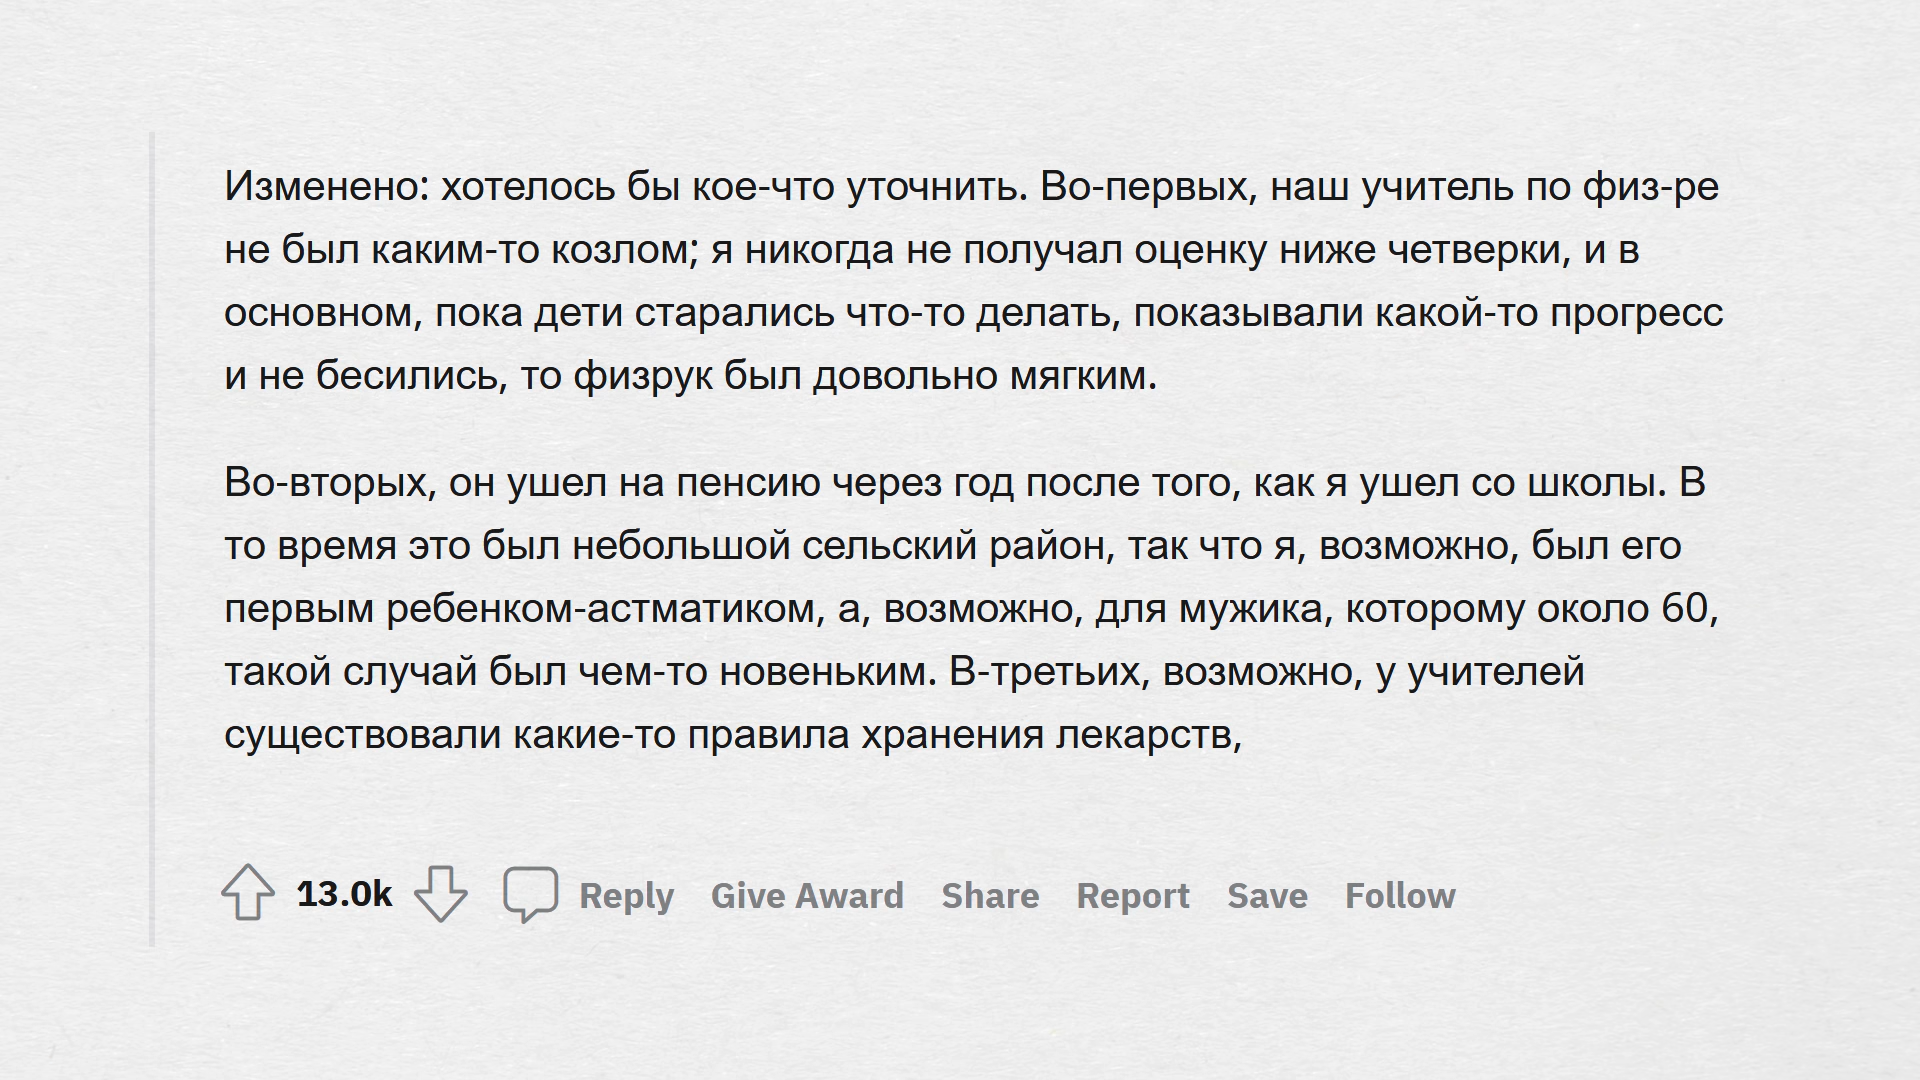 Изменено: хотелось бы кое-что уточнить. Во-первых, наш учитель по физ-ре
не был каким-то козлом; я никогда не получал оценку ниже четверки, и в
основном, пока дети старались что-то делать, показывали какой-то прогресс
и не бесились, то физрук был довольно мягким.
Во-вторых, он ушел на пенсию через год после того, как я ушел со школы. В
то время это был небольшой сельский район, так что я, возможно, был его
первым ребенком-астматиком, а, возможно, для мужика, которому около 60,
такой случай был чем-то новеньким. В-третьих, возможно, у учителей
существовали какие-то правила хранения лекарств,
13.0k Reply Give Award Share Report Save Follow